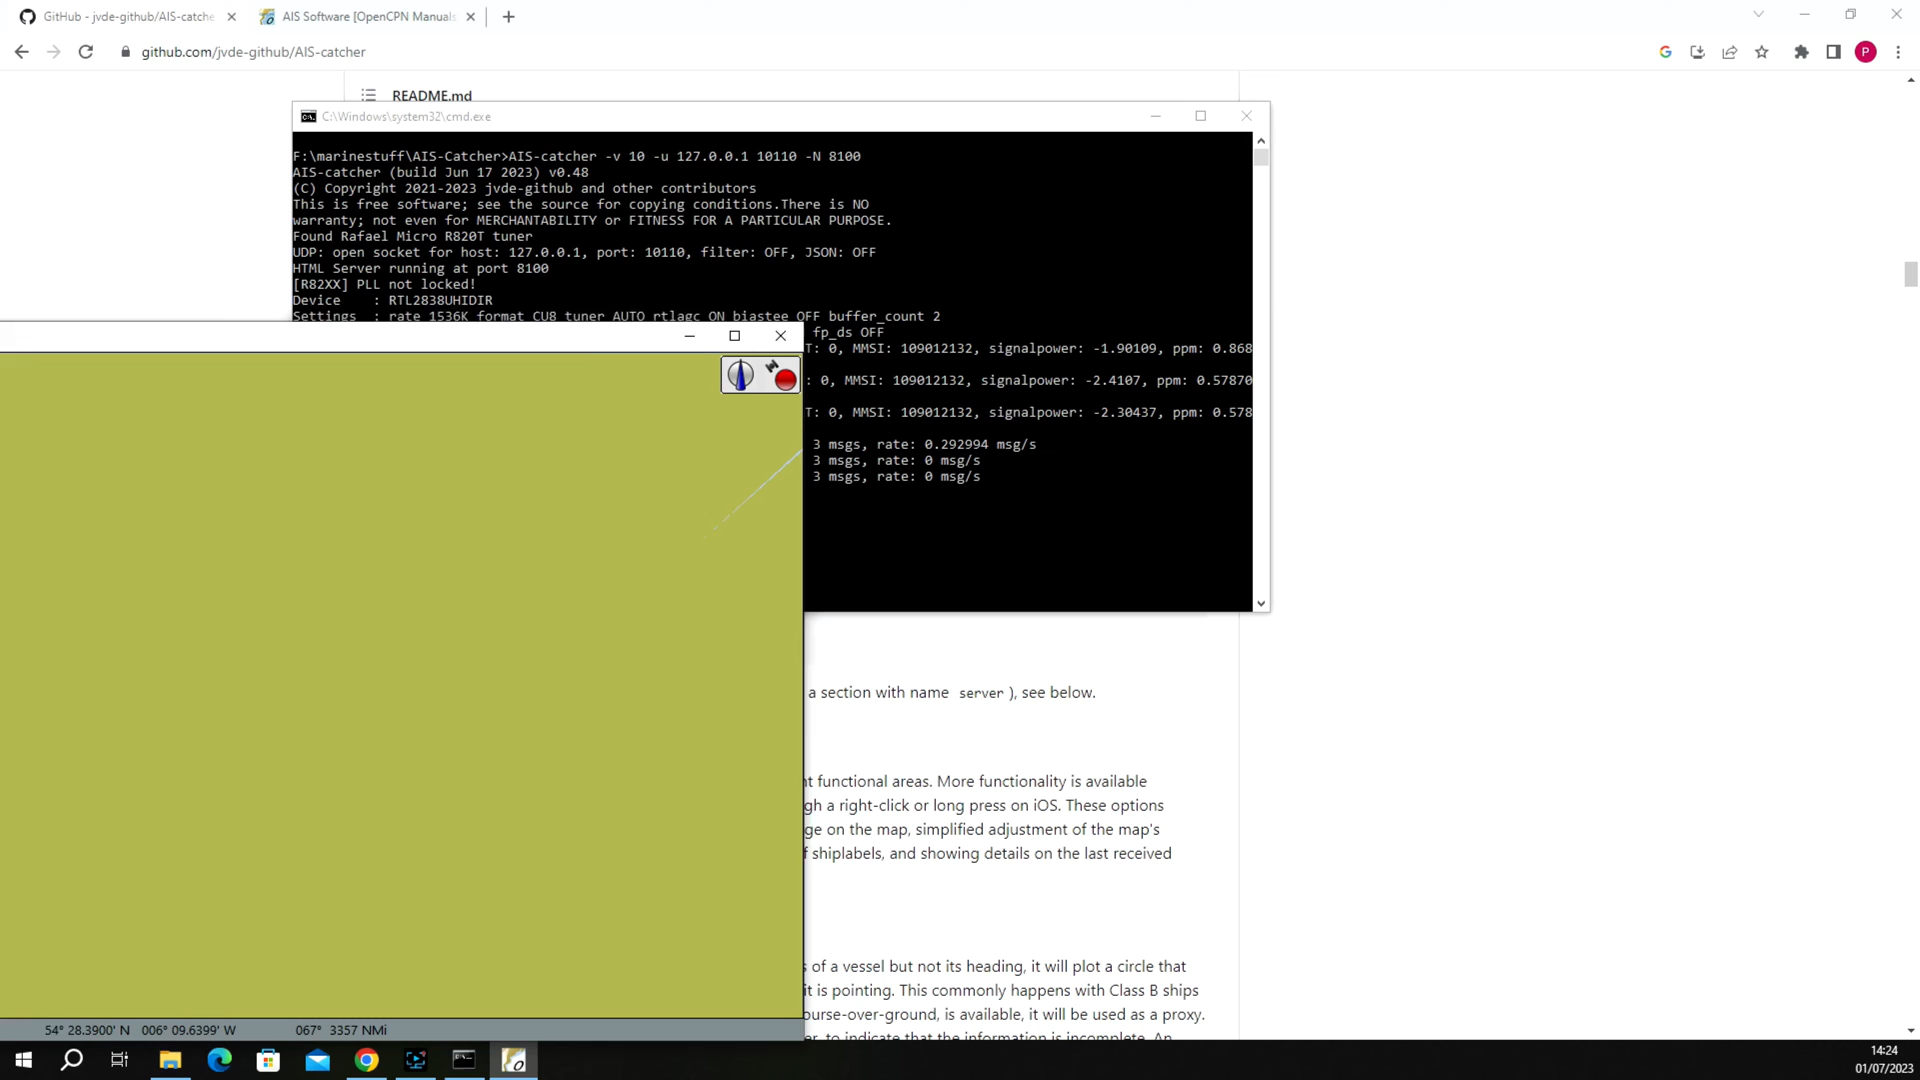 GitHub - jvde-github/AIS-catche
AIS Software [OpenCPN Manuals
github.com/jvde-github/AIS-catcher
P
README.md
C:\Windows\system32\cmd.exe
F:\marinestuff\AIS-Catcher>AIS-catcher -v 10 -u 127.0.0.1 10110 -N 8100
AIS-catcher (build Jun 17 2023) v0.48
(C) Copyright 2021-2023 jvde-github and other contributors
This is free software; see the source for copying conditions.There is NO
warranty; not even for MERCHANTABILITY or FITNESS FOR A PARTICULAR PURPOSE.
Found Rafael Micro R820T tuner
UDP: open socket for host: 127.0.0.1, port: 10110, filter: OFF, JSON: OFF
HTML Server running at port 8100
[R82XX] PLL not locked!
Device : RTL2838UHIDIR
Settings : rate 1536K format CU8 tuner AUTO rtlagc ON biastee OFF buffer_count 2
fp_ds OFF
T: 0, MMSI: 109012132, signalpower: -1.90109, ppm: 0.868
: 0, MMSI: 109012132, signalpower: -2.4107, ppm: 0.57870
T: 0, MMSI: 109012132, signalpower: -2.30437, ppm: 0.578
3 msgs, rate: 0.292994 msg/s
3 msgs, rate: 0 msg/s
3 msgs, rate: 0 msg/s
a section with name server ), see below.
t functional areas. More functionality is available
gh a right-click or long press on iOS. These options
ge on the map, simplified adjustment of the map's
f shiplabels, and showing details on the last received
s of a vessel but not its heading, it will plot a circle that
it is pointing. This commonly happens with Class B ships
ourse-over-ground, is available, it will be used as a proxy.
er, to indicate that the information is incomplete. An
54° 28.3900' N 006° 09.6399' W 067° 3357 NMi
14:24
01/07/2023